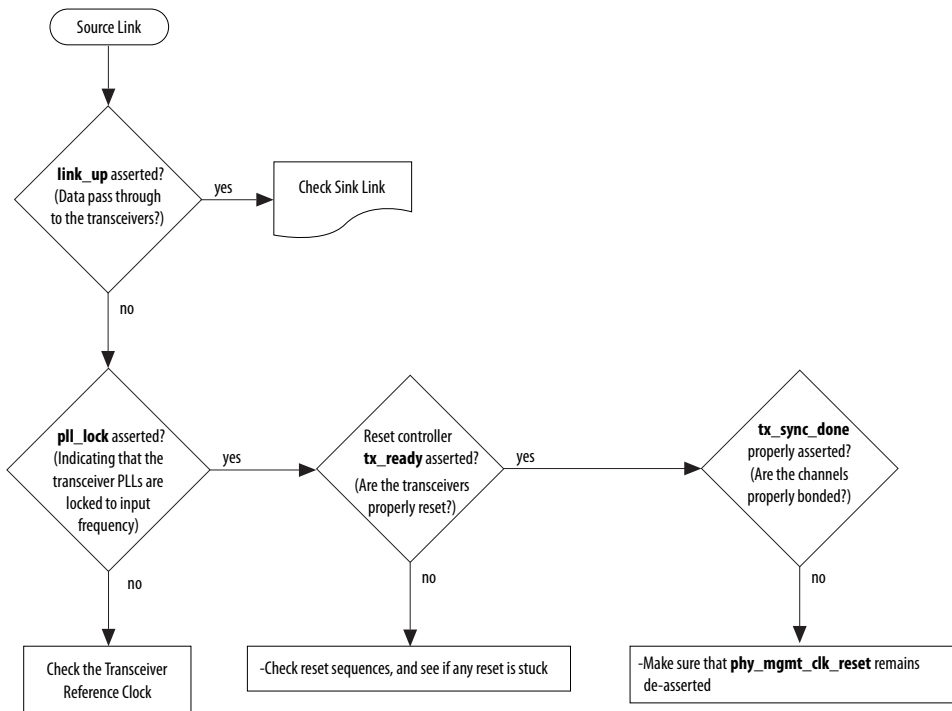 Source Link
link_up asserted?
(Data pass through
to the transceivers?)
yes
Check Sink Link
no
pll_lock asserted?
(Indicating that the
transceiver PLLs are
locked to input
frequency)
yes
Reset controller
tx_ready asserted?
(Are the transceivers
properly reset?)
yes
tx_sync_done
properly asserted?
(Are the channels
properly bonded?)
no
no
no
Check the Transceiver
Reference Clock
-Check reset sequences, and see if any reset is stuck
-Make sure that phy_mgmt_clk_reset remains
de-asserted